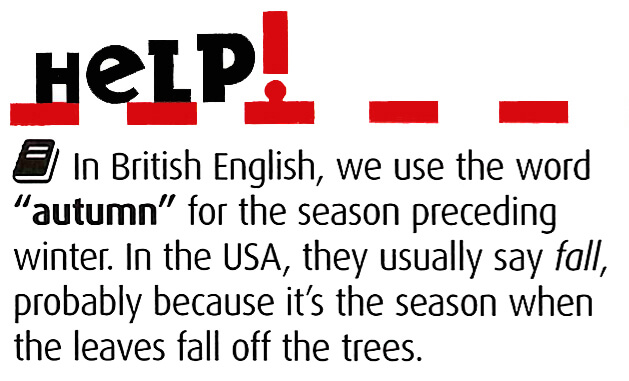 HeLP!
In British English, we use the word
“autumn” for the season preceding
winter. In the USA, they usually say fall,
probably because it’s the season when
the leaves fall off the trees.